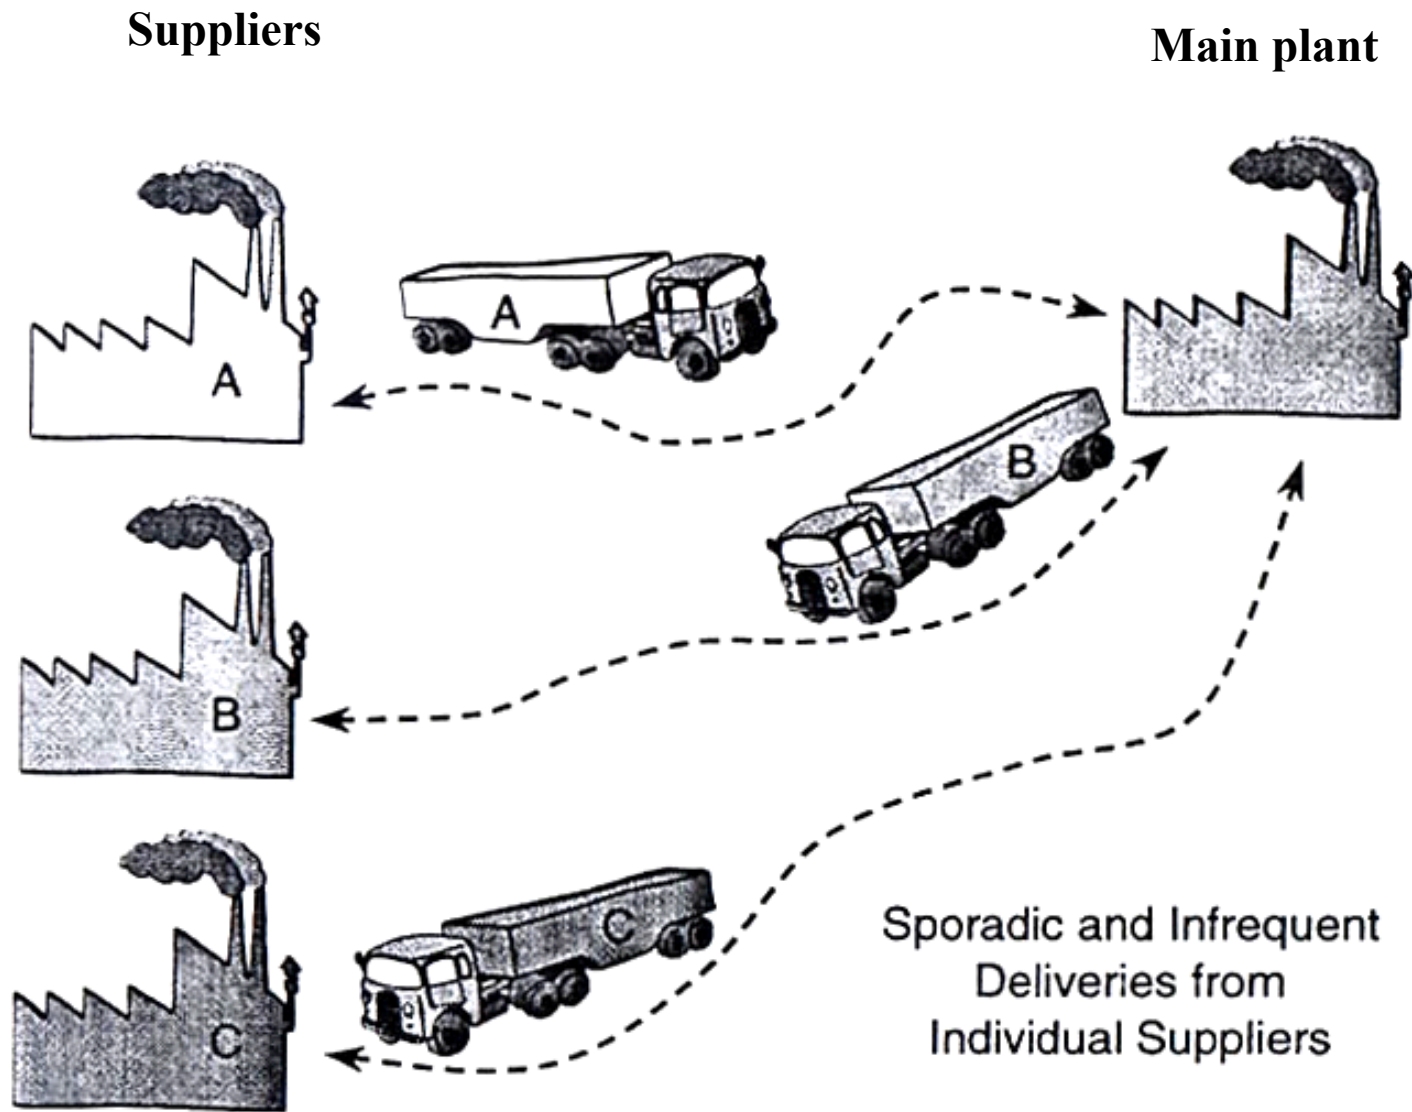 Suppliers
Main plant
A
A
B
B
C
C
Sporadic and Infrequent
Deliveries from
Individual Suppliers